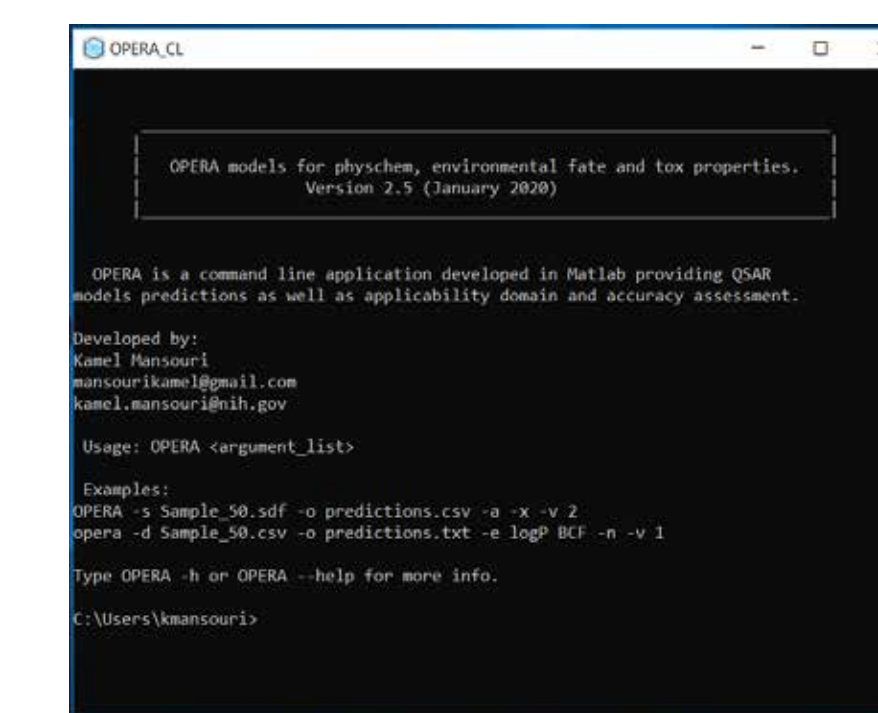 OPERA_CL
OPERA models for physchem, environmental fate and tox properties.
Version 2.5 (January 2020)
OPERA is a command line application developed in Matlab providing QSAR
models predictions as well as applicability domain and accuracy assessment.
Developed by:
Kamel Mansouri
mansourikamel@gmail.com
kamel.mansouri@nih.gov
Usage: OPERA <argument_list>
Examples:
OPERA -s Sample_50.sdf -o predictions.csv -a -x -v 2
opera -d Sample_50.csv -o predictions.txt -e logP BCF -n -v 1
Type OPERA -h or OPERA --help for more info.
C:\Users\kmansouri>